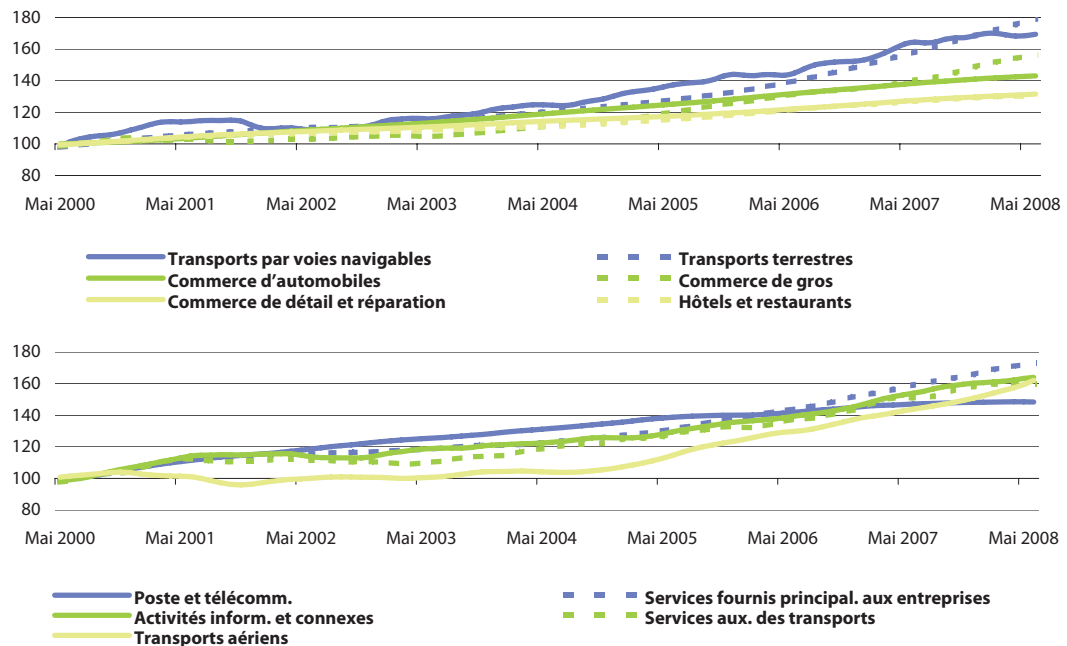 180
160
140
120
100
80
Mai 2000 Mai 2001 Mai 2002 Mai 2003 Mai 2004 Mai 2005 Mai 2006 Mai 2007 Mai 2008
Transports par voies navigables Transports terrestres
Commerce d'automobiles Commerce de gros
Commerce de détail et réparation Hôtels et restaurants
180
160
140
120
100
80
Mai 2000 Mai 2001 Mai 2002 Mai 2003 Mai 2004 Mai 2005 Mai 2006 Mai 2007 Mai 2008
Poste et télécomm. Services fournis principal. aux entreprises
Activités inform. et connexes Services aux. des transports
Transports aériens